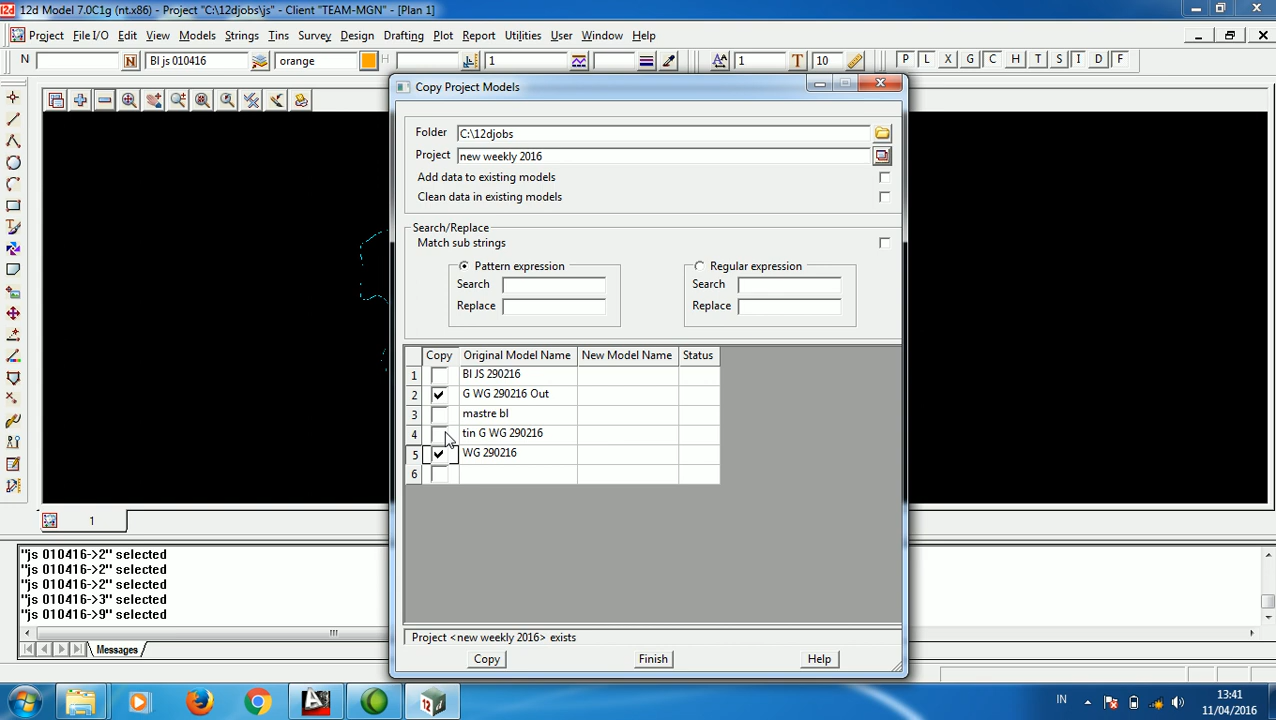 12d Model 7.0C1g (nt.x86) - Project "C:\12djobs\js" - Client "TEAM-MGN" - [Plan 1]
Project File I/O Edit View Models Strings Tins Survey Design Drafting Plot Report Utilities User Window Help
N BI js 010416 N orange H 1 1 T 10 P L X G C H T S I D F
Copy Project Models
Folder C:\12djobs
Project new weekly 2016
Add data to existing models
Clean data in existing models
Search/Replace
Match sub strings
Pattern expression Regular expression
Search Search
Replace Replace
Copy Original Model Name New Model Name Status
1 BI JS 290216
2 G WG 290216 Out
3 mastre bl
4 tin G WG 290216
5 WG 290216
6
1
"js 010416->2" selected
"js 010416->2" selected
"js 010416->2" selected
"js 010416->3" selected
"js 010416->9" selected
Messages
Project <new weekly 2016> exists
Copy Finish Help
IN 13:41
11/04/2016